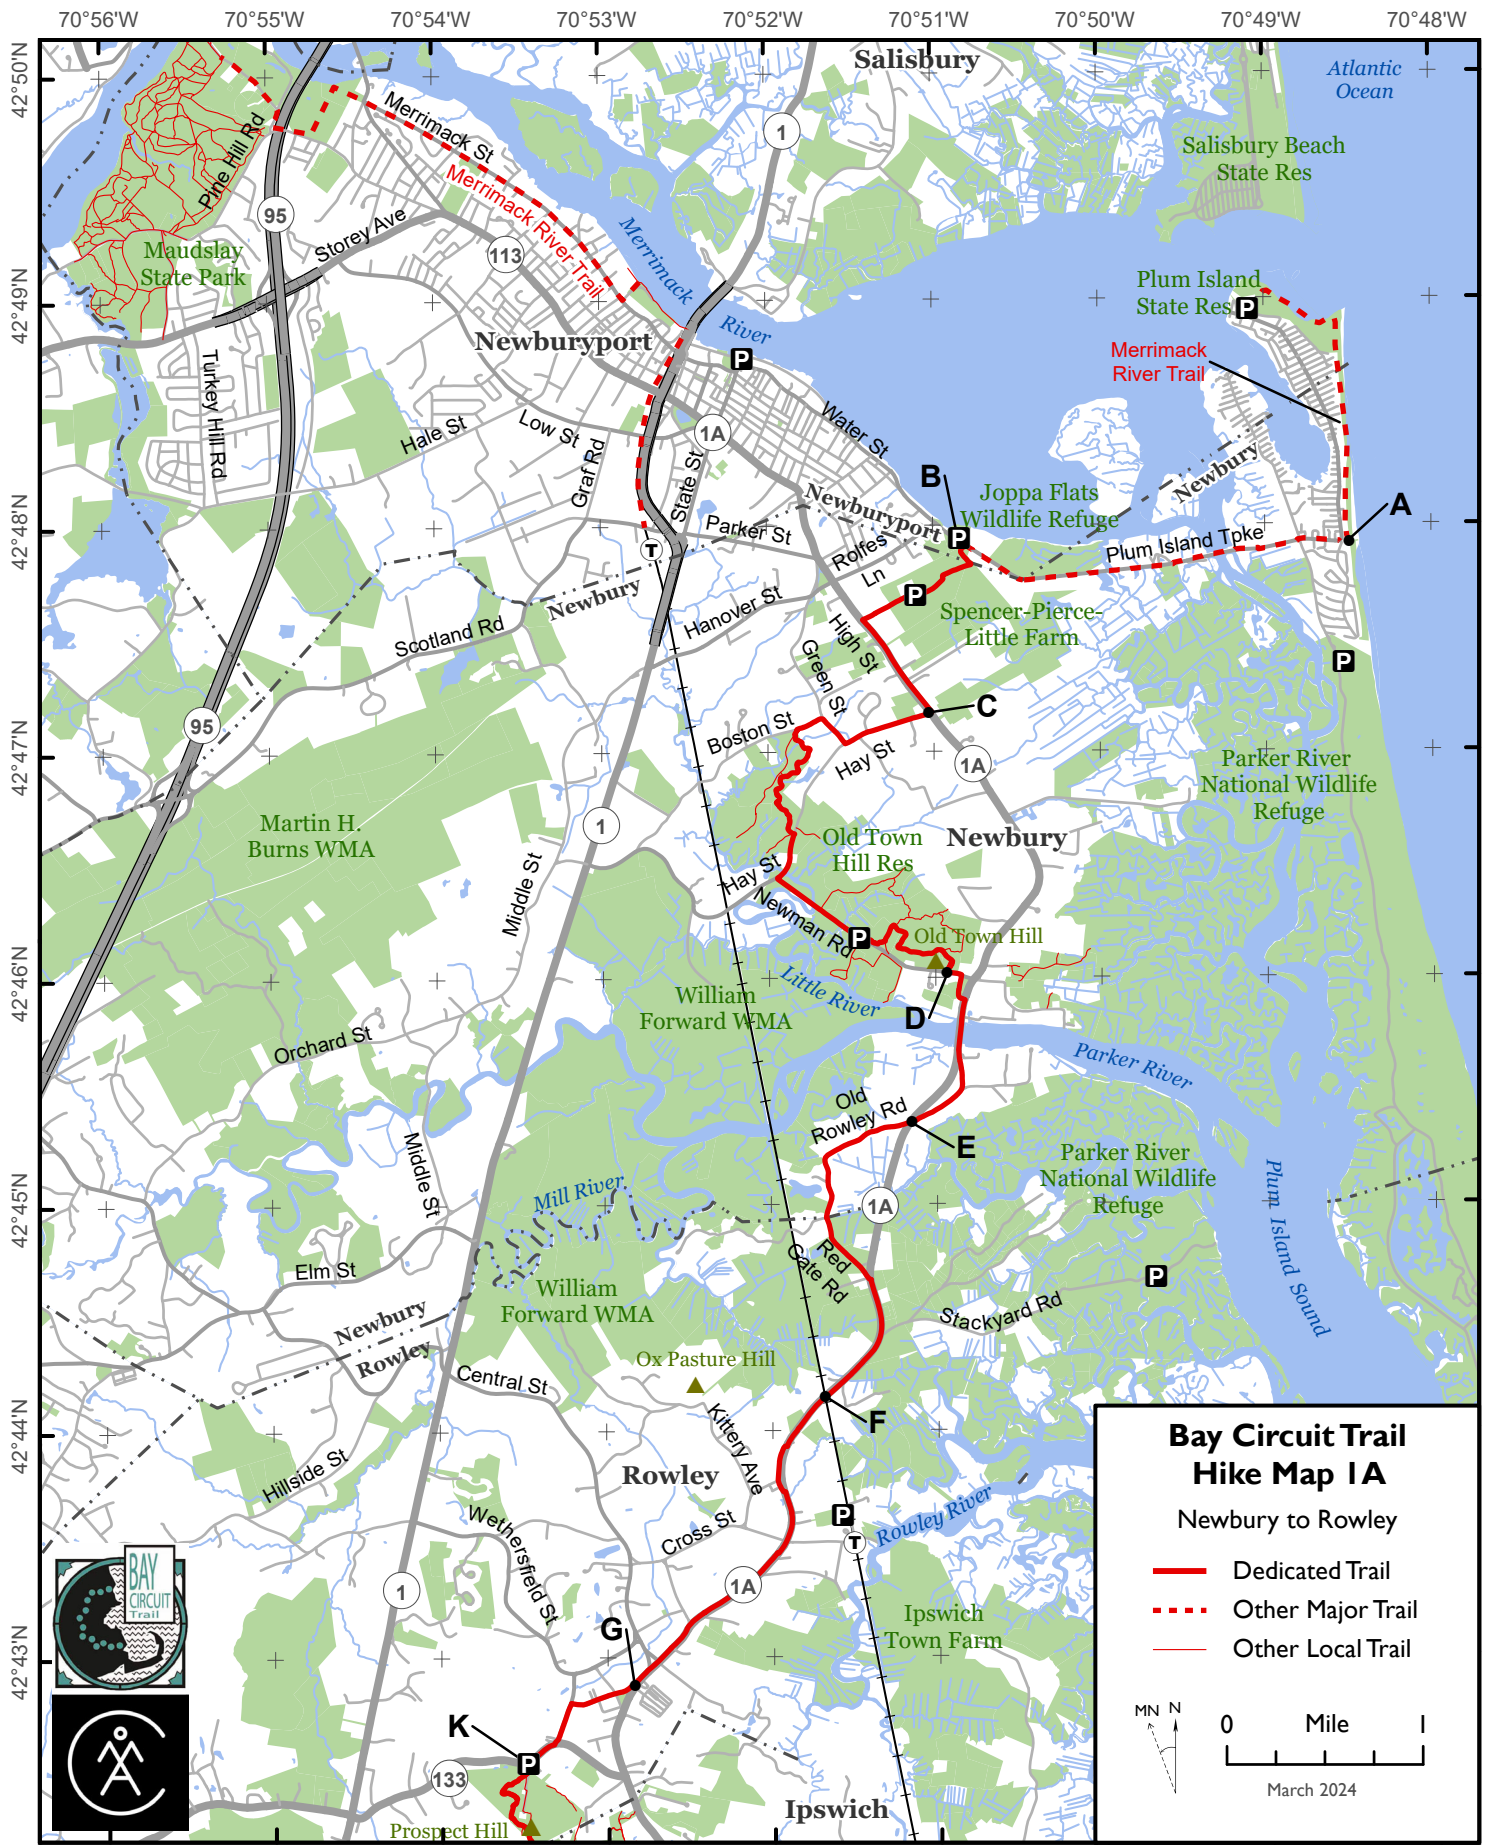 70°56'W 70°55'W 70°54'W 70°53'W 70°52'W 70°51'W 70°50'W 70°49'W 70°48'W
42°50'N
42°49'N
42°48'N
42°47'N
42°46'N
42°45'N
42°44'N
42°43'N
Salisbury
Atlantic
Ocean
1
Merrimack St
Pine Hill Rd
Salisbury Beach
State Res
Merrimack River Trail
95
Storey Ave
113
Maudslay
State Park
Merrimack
River
Plum Island
State Res
P
Newburyport
P
Merrimack
River Trail
Turkey Hill Rd
Hale St
Low St
Graf Rd
1A
State St
Water St
Newbury
B
Joppa Flats
Wildlife Refuge
A
Newburyport
P
Parker St
Rolfes
Ln
Plum Island Tpke
T
P
Newbury
Hanover St
Spencer-Pierce-
Little Farm
Scotland Rd
High St
Green St
P
C
95
Boston St
Hay St
1A
Parker River
National Wildlife
Refuge
Martin H.
Burns WMA
1
Old Town
Hill Res
Newbury
Middle St
Hay St
Newman Rd
P
Old Town Hill
Little River
William
Forward WMA
D
Orchard St
Parker River
Old
Rowley Rd
E
Middle St
Parker River
National Wildlife
Refuge
Mill River
1A
Plum Island Sound
Red
Gate Rd
Elm St
P
William
Forward WMA
Stackyard Rd
Newbury
Rowley
Ox Pasture Hill
Central St
F
Kittery Ave
Hillside St
Rowley
P
Rowley River
Wethersfield St
Cross St
T
1
1A
G
Ipswich
Town Farm
K
P
133
Prospect Hill
Ipswich
BAY
CIRCUIT
Trail
Bay Circuit Trail
Hike Map 1A
Newbury to Rowley
Dedicated Trail
Other Major Trail
Other Local Trail
MN N
0 Mile 1
March 2024